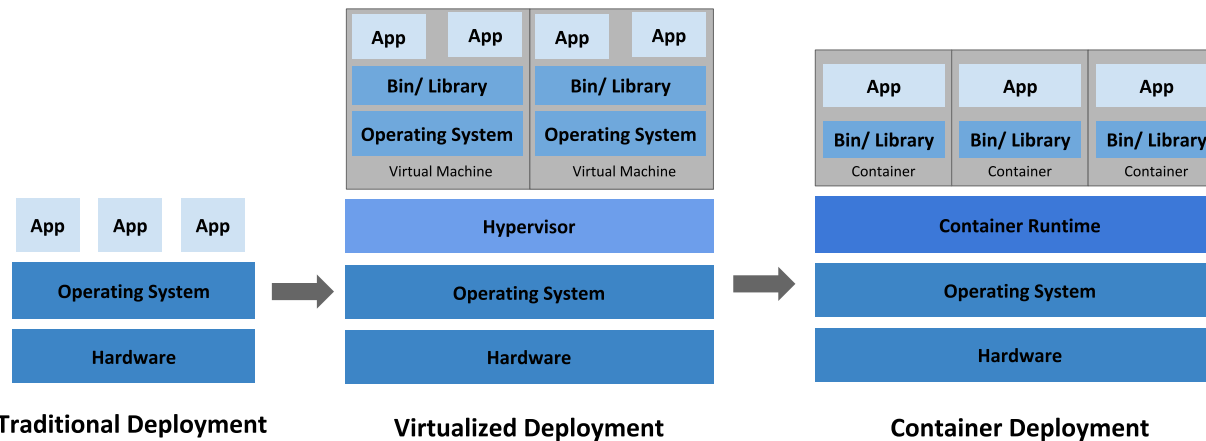 App
App
App
Operating System
Hardware
Traditional Deployment
App
App
Bin/ Library
Operating System
Virtual Machine
App
App
Bin/ Library
Operating System
Virtual Machine
Hypervisor
Operating System
Hardware
Virtualized Deployment
App
Bin/ Library
Container
App
Bin/ Library
Container
App
Bin/ Library
Container
Container Runtime
Operating System
Hardware
Container Deployment